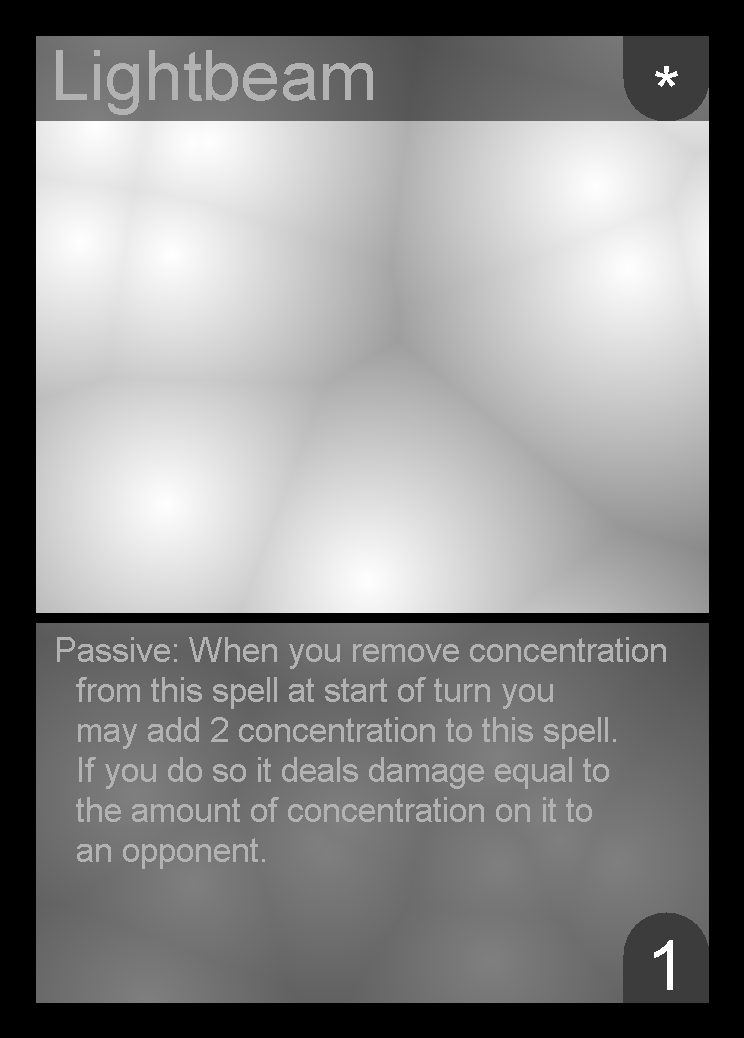 Lightbeam
*
Passive: When you remove concentration
from this spell at start of turn you
may add 2 concentration to this spell.
If you do so it deals damage equal to
the amount of concentration on it to
an opponent.
1